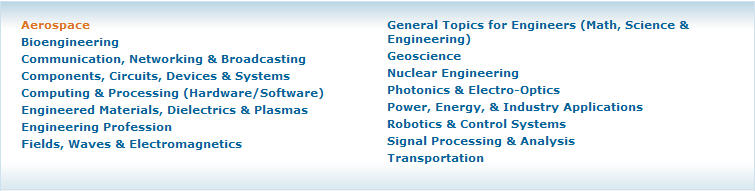 Aerospace
Bioengineering
Communication, Networking & Broadcasting
Components, Circuits, Devices & Systems
Computing & Processing (Hardware/Software)
Engineered Materials, Dielectrics & Plasmas
Engineering Profession
Fields, Waves & Electromagnetics
General Topics for Engineers (Math, Science &
Engineering)
Geoscience
Nuclear Engineering
Photonics & Electro-Optics
Power, Energy, & Industry Applications
Robotics & Control Systems
Signal Processing & Analysis
Transportation